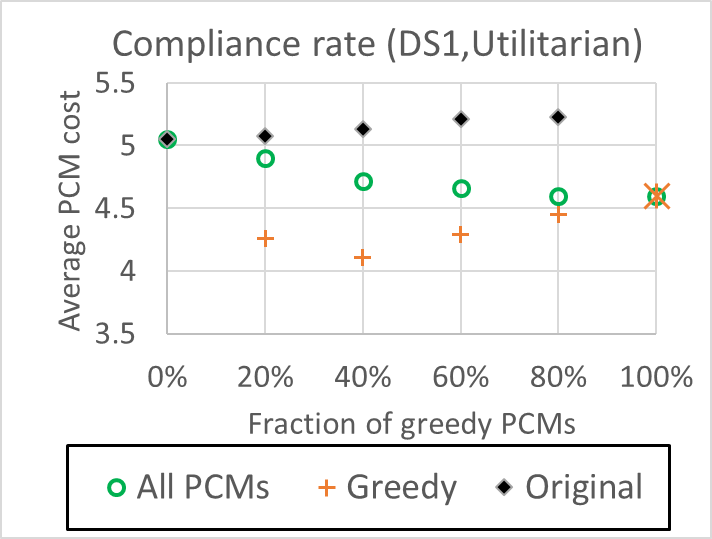 Compliance rate (DS1,Utilitarian)
Average PCM cost
5.5
5
4.5
4
3.5
0% 20% 40% 60% 80% 100%
Fraction of greedy PCMs
All PCMs Greedy Original